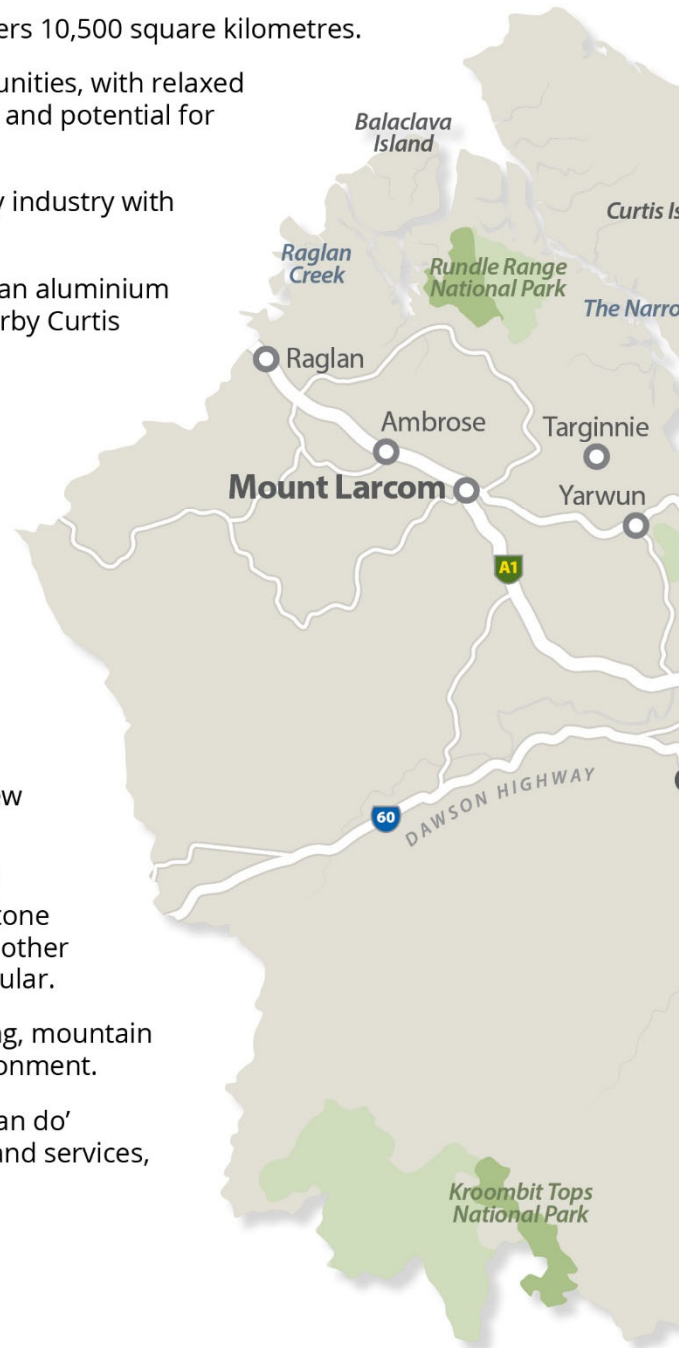 ers 10,500 square kilometres.
unities, with relaxed
and potential for
y industry with
an aluminium
rby Curtis
ew
tone
other
ular.
ng, mountain
onment.
an do’
and services,
Balaclava
Island
Curtis Is
Raglan
Creek
Rundle Range
National Park
The Narro
Raglan
Ambrose
Targinnie
Mount Larcom
Yarwun
A1
60
DAWSON HIGHWAY
Kroombit Tops
National Park